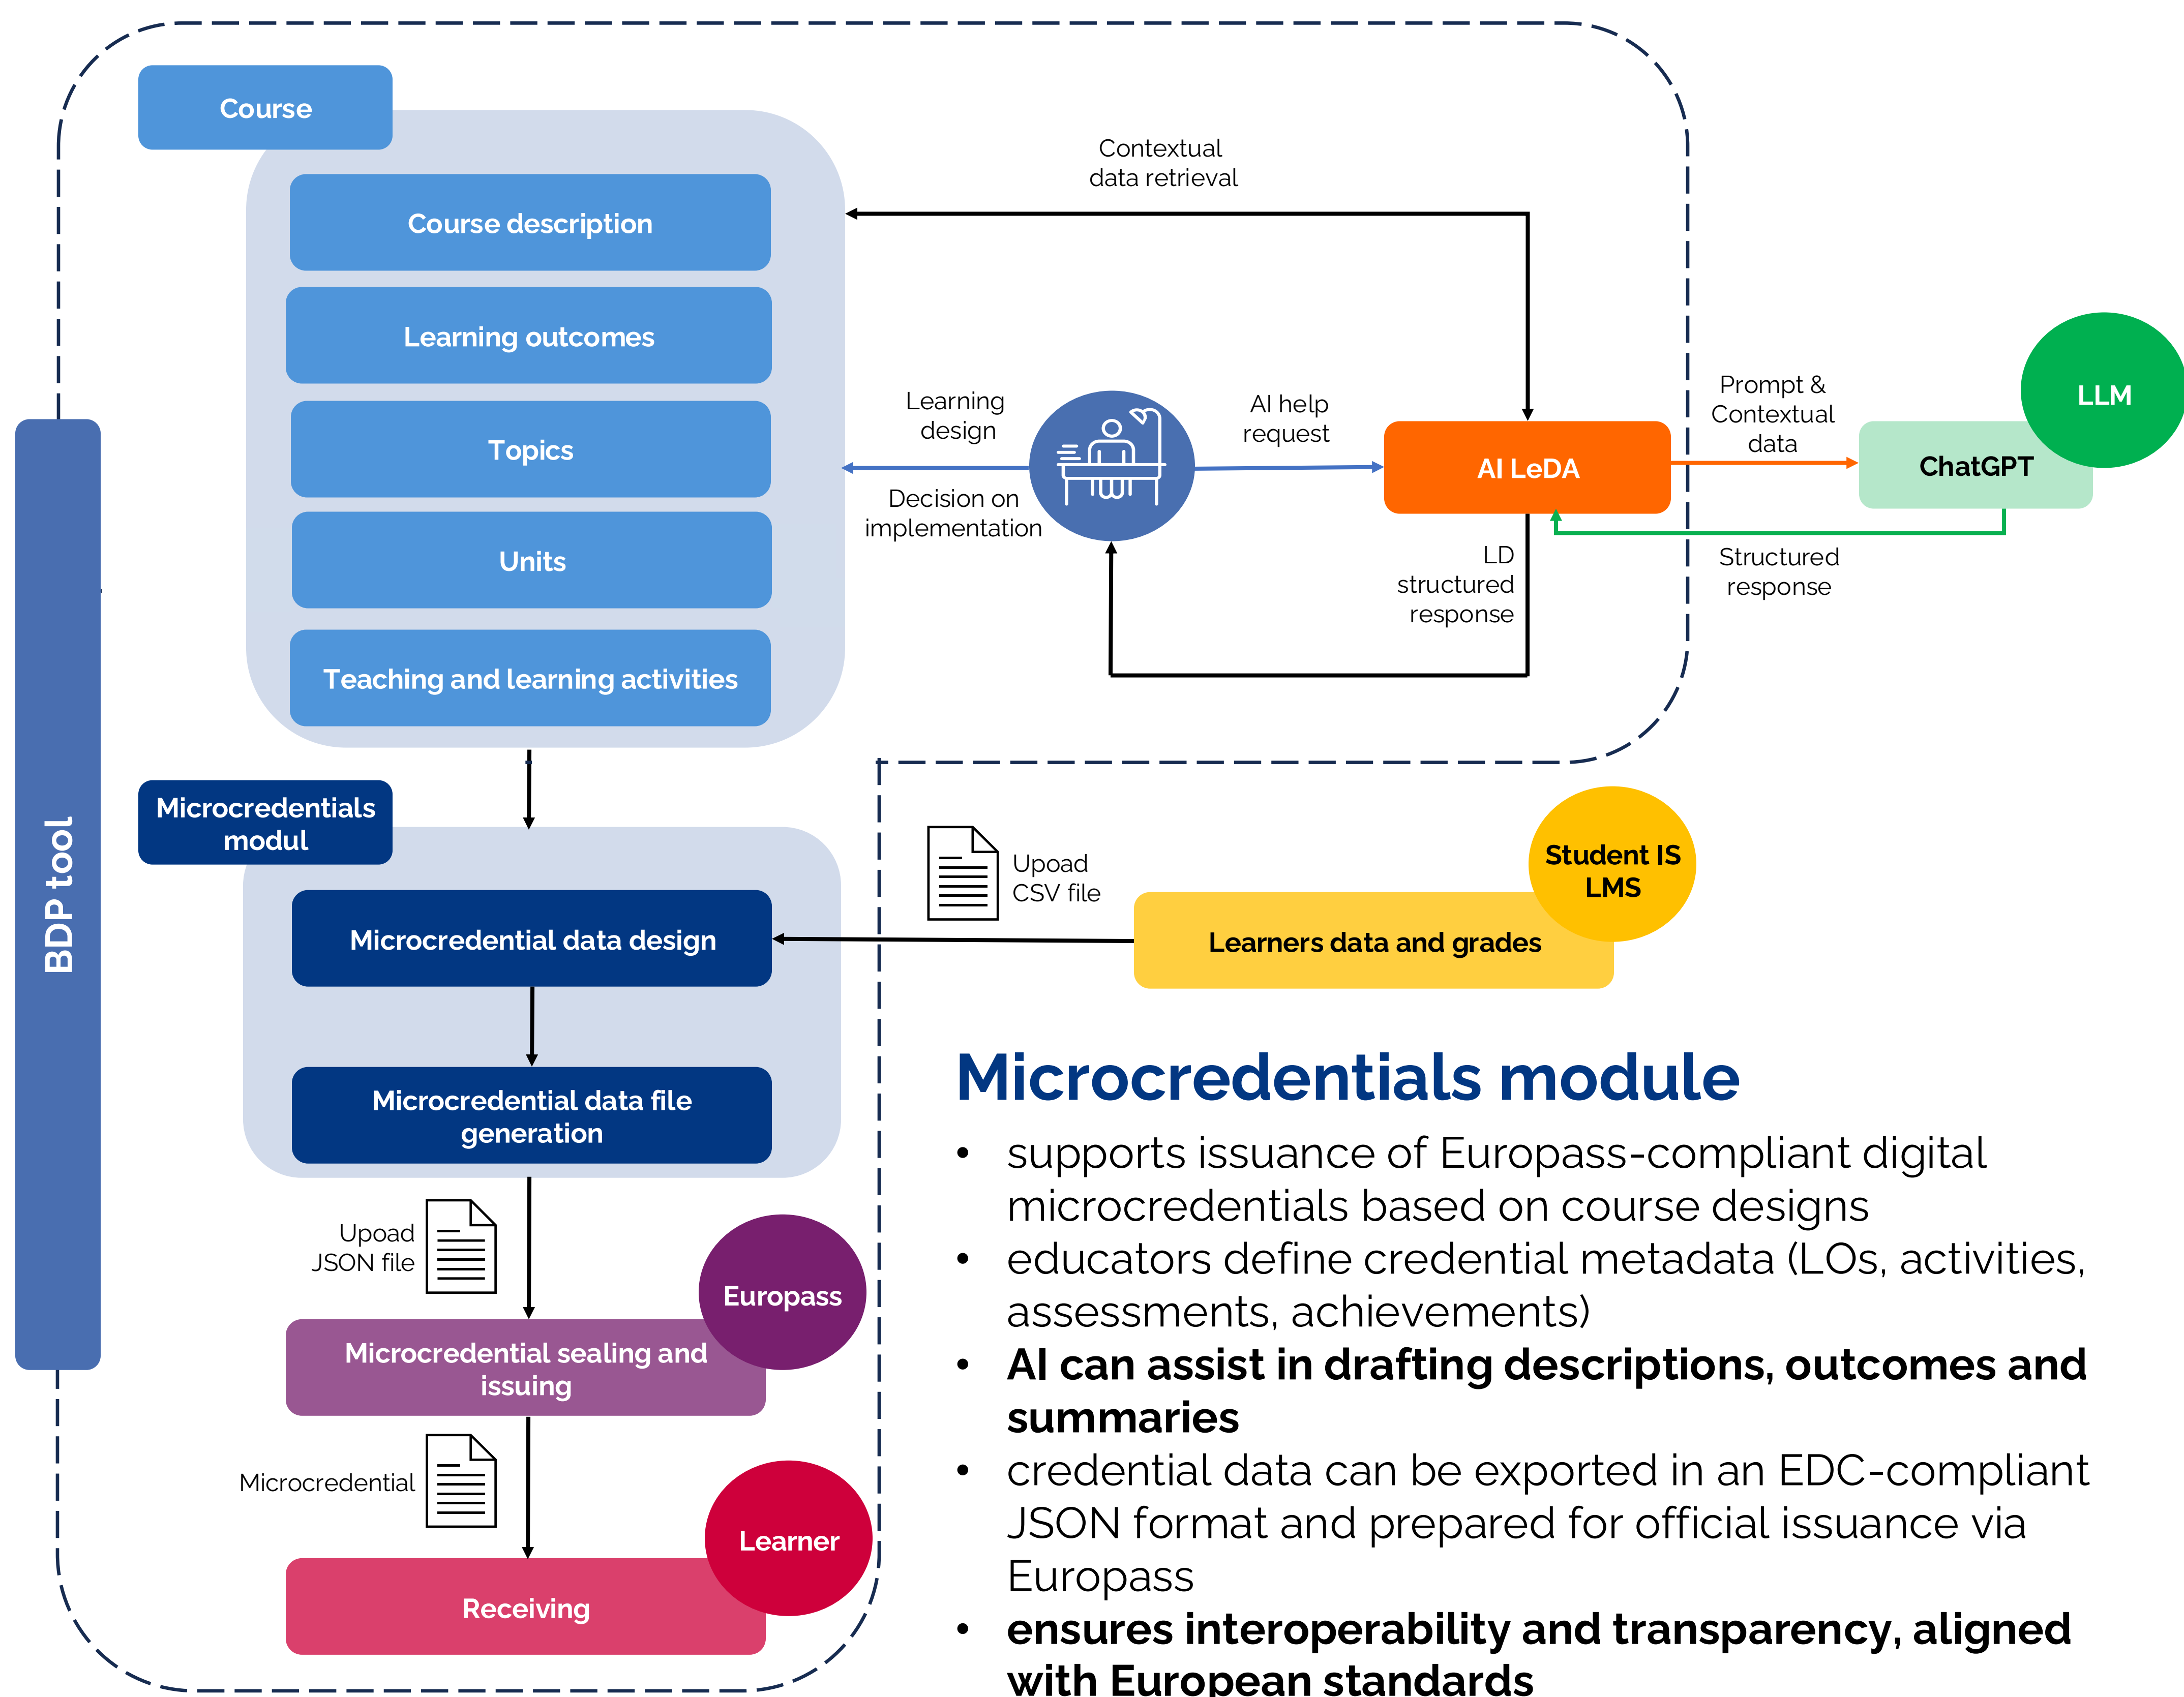 Course
Course description
Learning outcomes
Topics
Units
Teaching and learning activities
Contextual
data retrieval
Learning
design
Decision on
implementation
AI help
request
AI LeDA
LD
structured
response
Prompt &
Contextual
data
LLM
ChatGPT
Structured
response
BDP tool
Microcredentials
modul
Microcredential data design
Microcredential data file
generation
Upoad
CSV file
Student IS
LMS
Learners data and grades
Upoad
JSON file
Europass
Microcredential sealing and
issuing
Microcredential
Learner
Receiving
Microcredentials module
• supports issuance of Europass-compliant digital
microcredentials based on course designs
• educators define credential metadata (LOs, activities,
assessments, achievements)
• AI can assist in drafting descriptions, outcomes and
summaries
• credential data can be exported in an EDC-compliant
JSON format and prepared for official issuance via
Europass
• ensures interoperability and transparency, aligned
with European standards